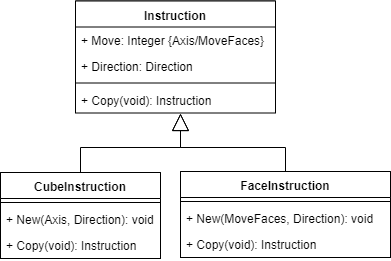 Instruction
+ Move: Integer {Axis/MoveFaces}
+ Direction: Direction
+ Copy(void): Instruction
CubeInstruction
+ New(Axis, Direction): void
+ Copy(void): Instruction
FaceInstruction
+ New(MoveFaces, Direction): void
+ Copy(void): Instruction